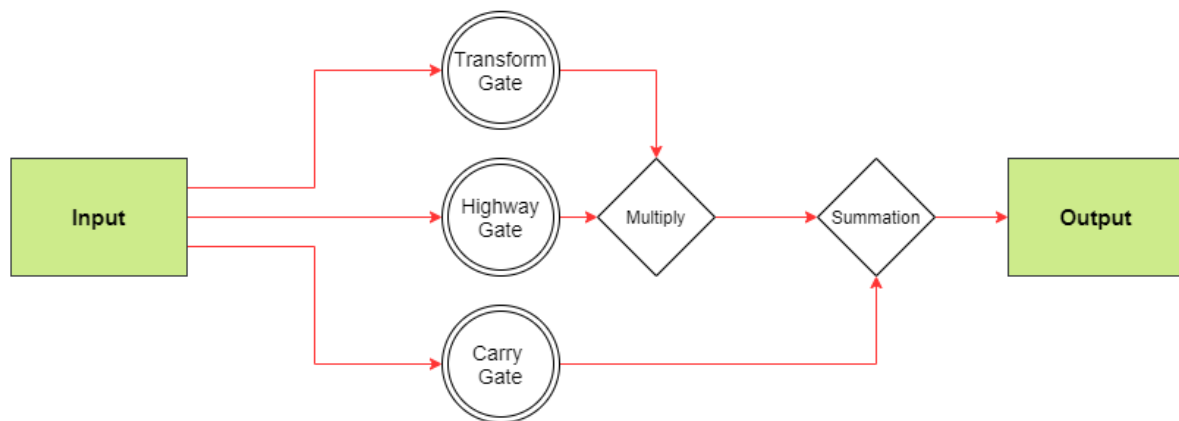 Transform
Gate
Input
Highway
Gate
Multiply
Summation
Output
Carry
Gate